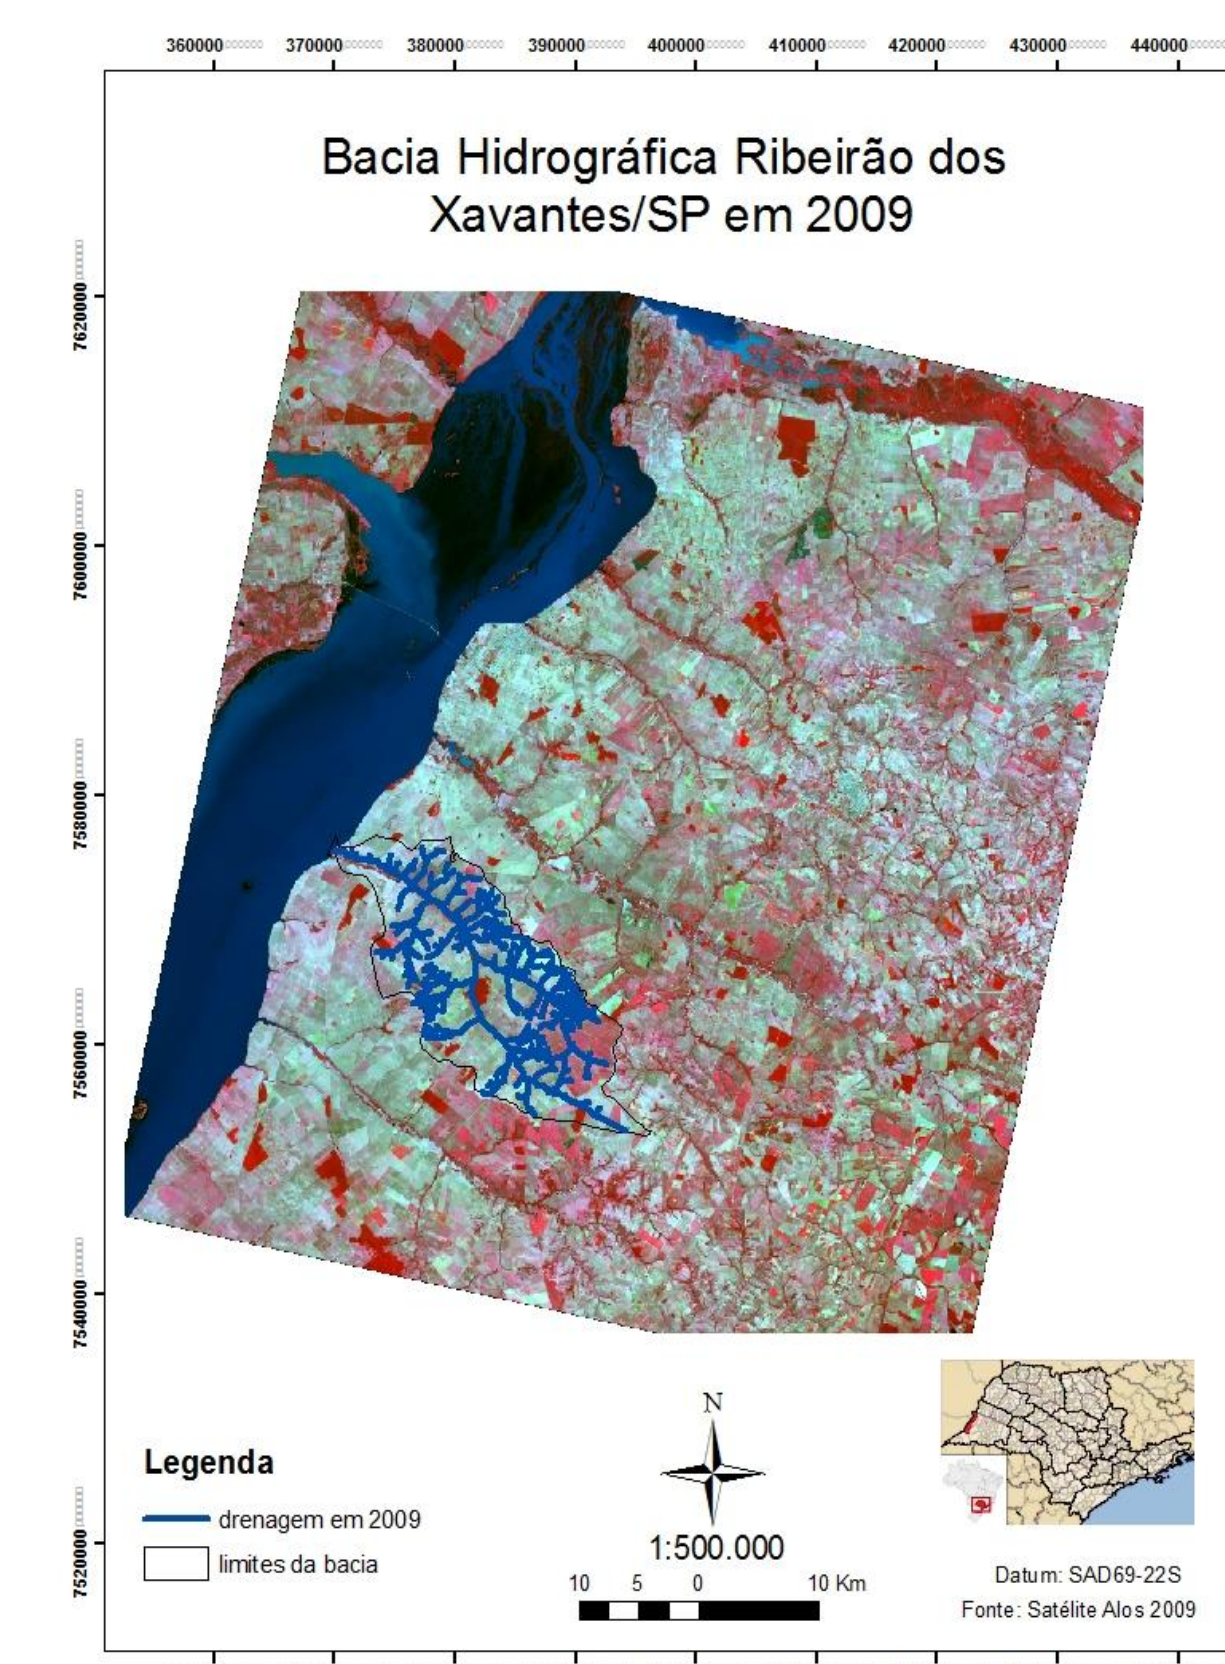 360000 370000 380000 390000 400000 410000 420000 430000 440000
Bacia Hidrográfica Ribeirão dos
Xavantes/SP em 2009
7620000
7600000
7580000
7560000
7540000
7520000
N
Legenda
drenagem em 2009
limites da bacia
1:500.000
10 5 0 10 Km
Datum: SAD69-22S
Fonte: Satélite Alos 2009